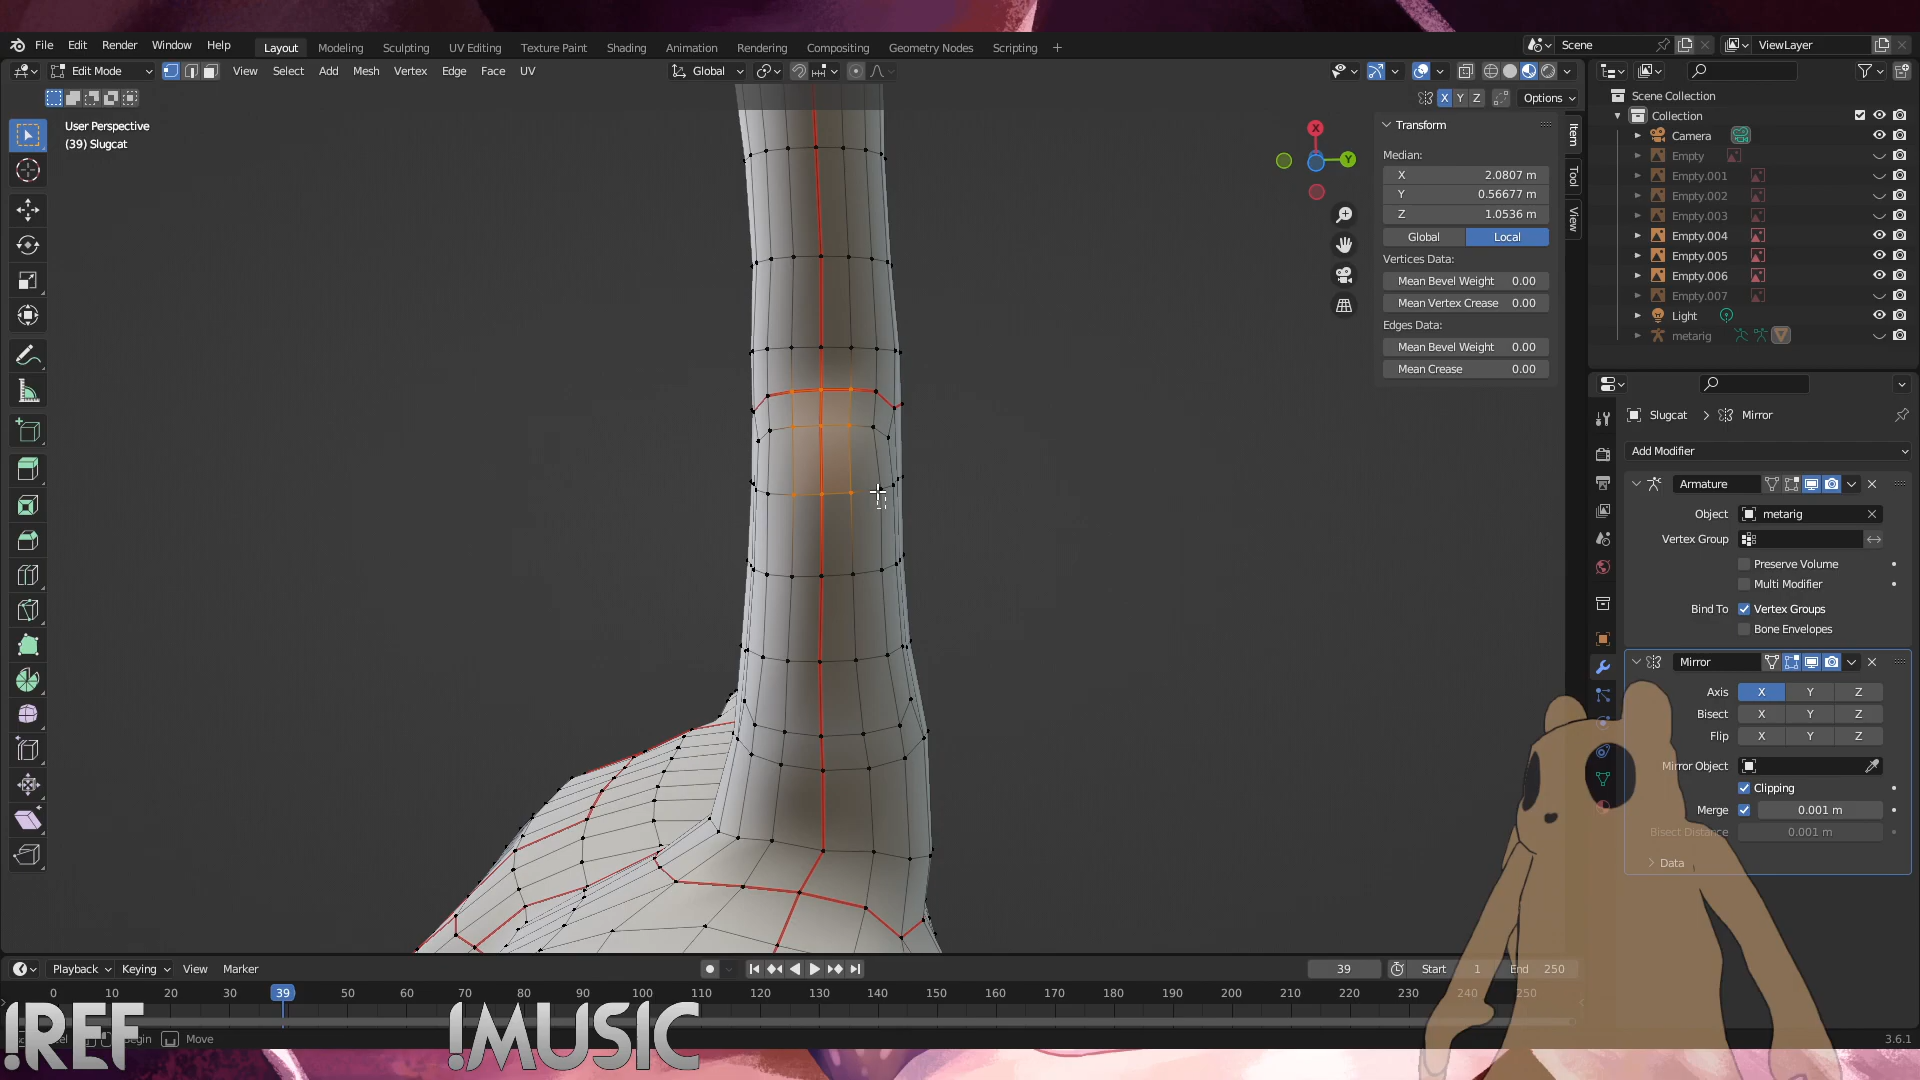 File Edit Render Window Help
Layout Modeling Sculpting UV Editing Texture Paint Shading Animation Rendering Compositing Geometry Nodes Scripting +
Scene
ViewLayer
Edit Mode View Select Add Mesh Vertex Edge Face UV
Global
X Y Z Options
User Perspective
(39) Slugcat
X
Y
Transform
Median:
X 2.0807 m
Y 0.56677 m
Z 1.0536 m
Global Local
Vertices Data:
Mean Bevel Weight 0.00
Mean Vertex Crease 0.00
Edges Data:
Mean Bevel Weight 0.00
Mean Crease 0.00
Item
Tool
View
Scene Collection
Collection
Camera
Empty
Empty.001
Empty.002
Empty.003
Empty.004
Empty.005
Empty.006
Empty.007
Light
metarig
Slugcat > Mirror
Add Modifier
Armature
Object metarig
Vertex Group
Preserve Volume
Multi Modifier
Bind To Vertex Groups
Bone Envelopes
Mirror
Axis X Y Z
Bisect X Y Z
Flip X Y Z
Mirror Object
Clipping
Merge 0.001 m
Bisect Distance 0.001 m
Data
Playback Keying View Marker
39 Start 1 End 250
0 10 20 30 39 50 60 70 80 90 100 110 120 130 140 150 160 170 180 190 200 210 220 230 240 250
Move
3.6.1
!REF
!MUSIC